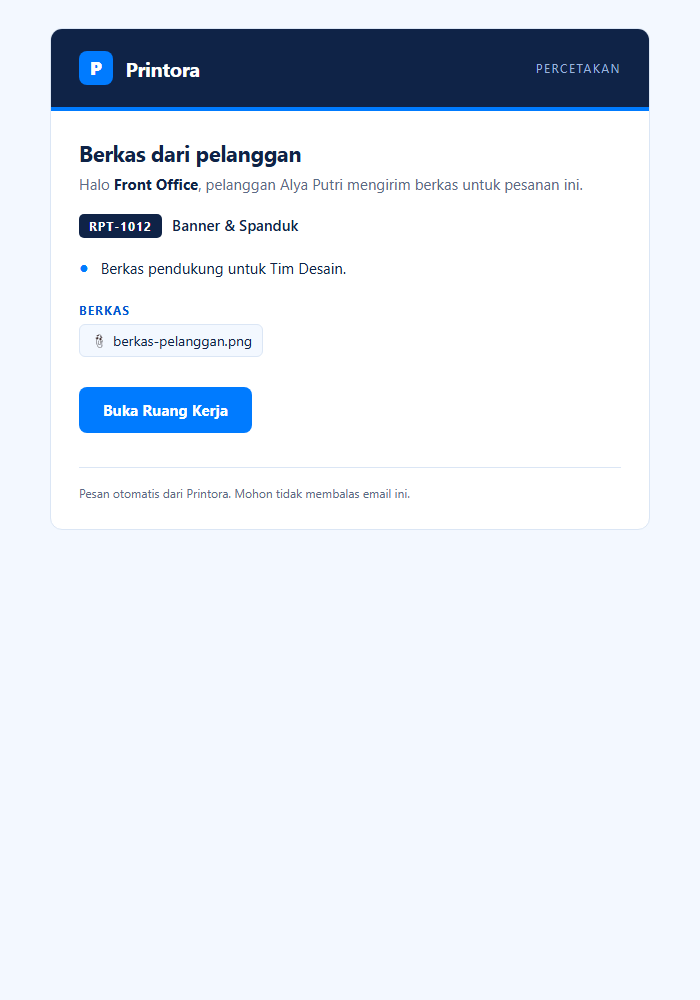 P Printora PERCETAKAN
Berkas dari pelanggan
Halo Front Office, pelanggan Alya Putri mengirim berkas untuk pesanan ini.
RPT-1012 Banner & Spanduk
• Berkas pendukung untuk Tim Desain.
BERKAS
berkas-pelanggan.png
Buka Ruang Kerja
Pesan otomatis dari Printora. Mohon tidak membalas email ini.